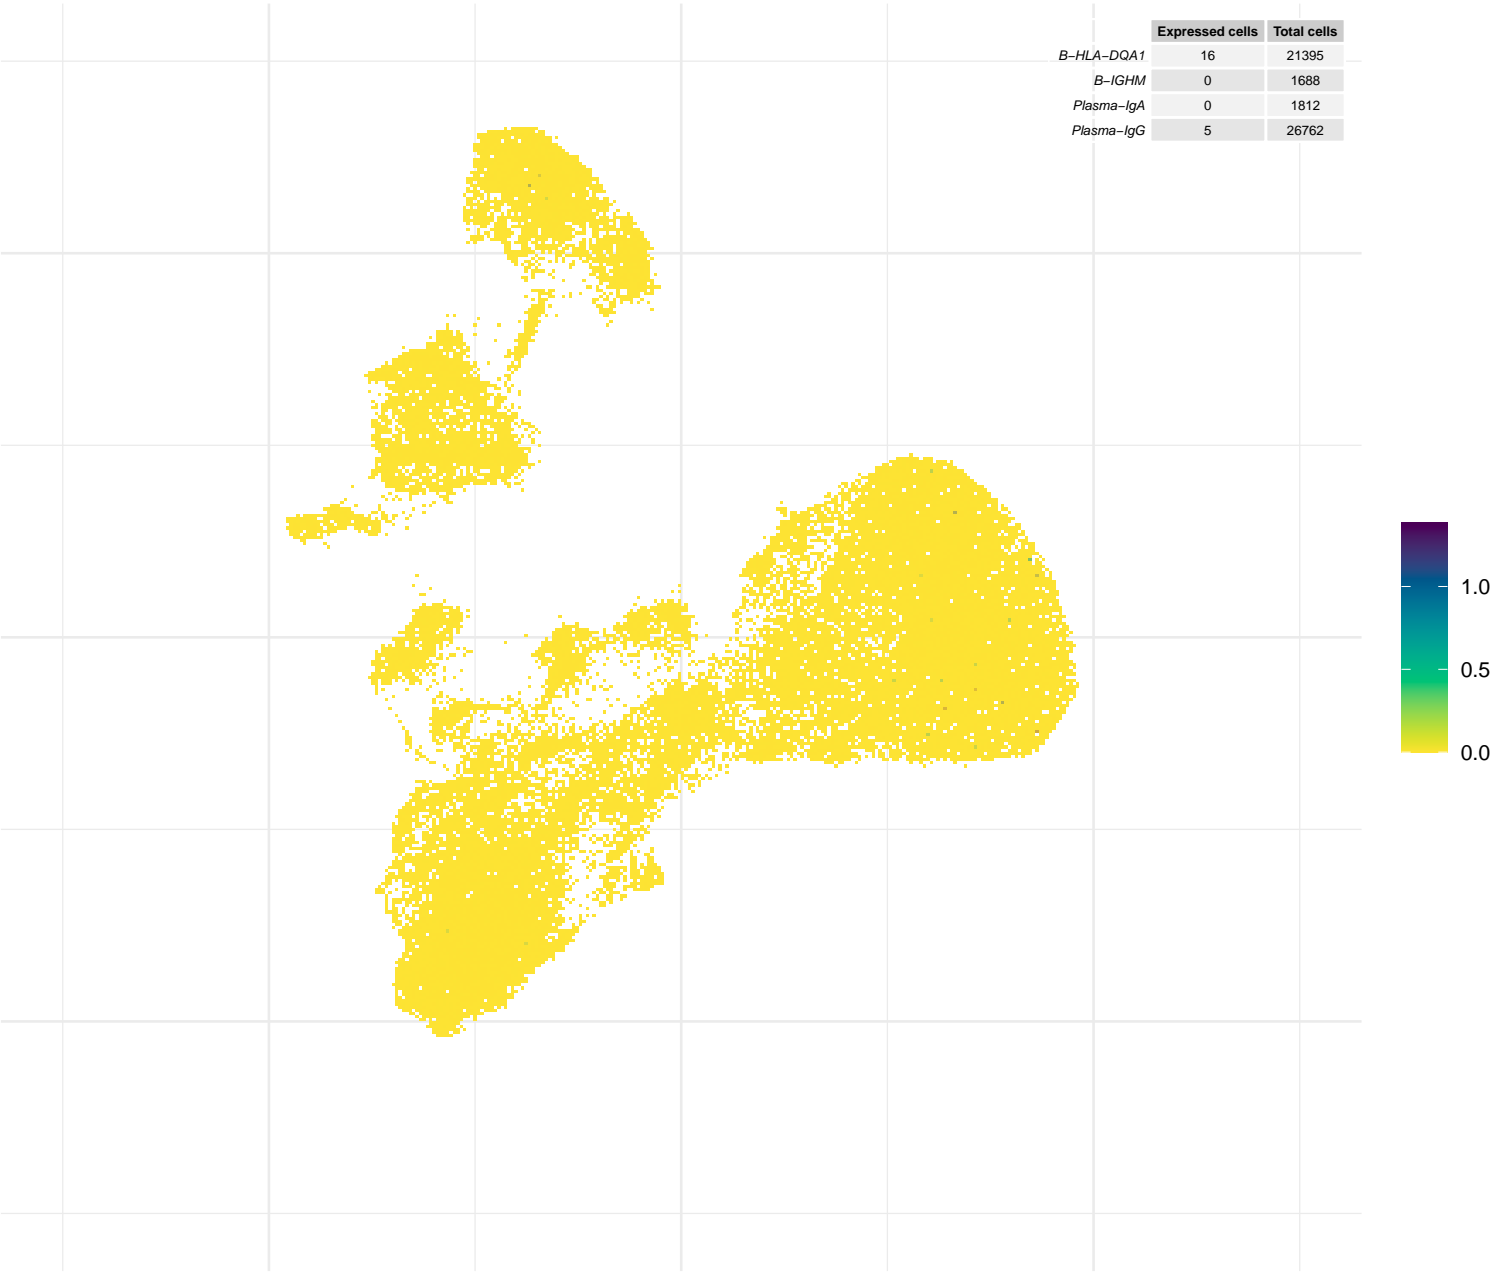 Expressed cells Total cells
B−HLA−DQA1 16 21395
B−IGHM 0 1688
Plasma−IgA 0 1812
Plasma−IgG 5 26762
1.0
0.5
0.0